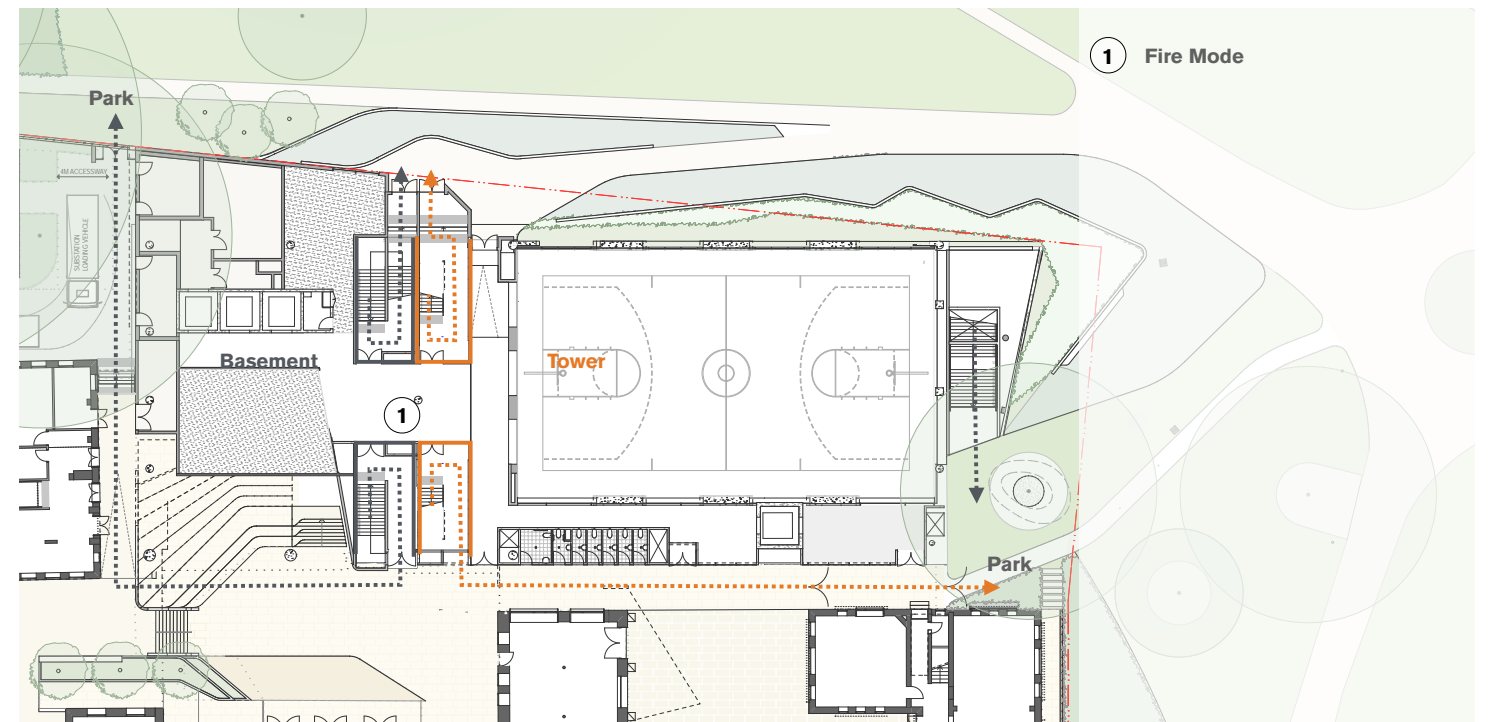 1 Fire Mode
Park
4M ACCESSWAY
SUBSTATION
LOADING VEHICLE
Basement
Tower
1
Park